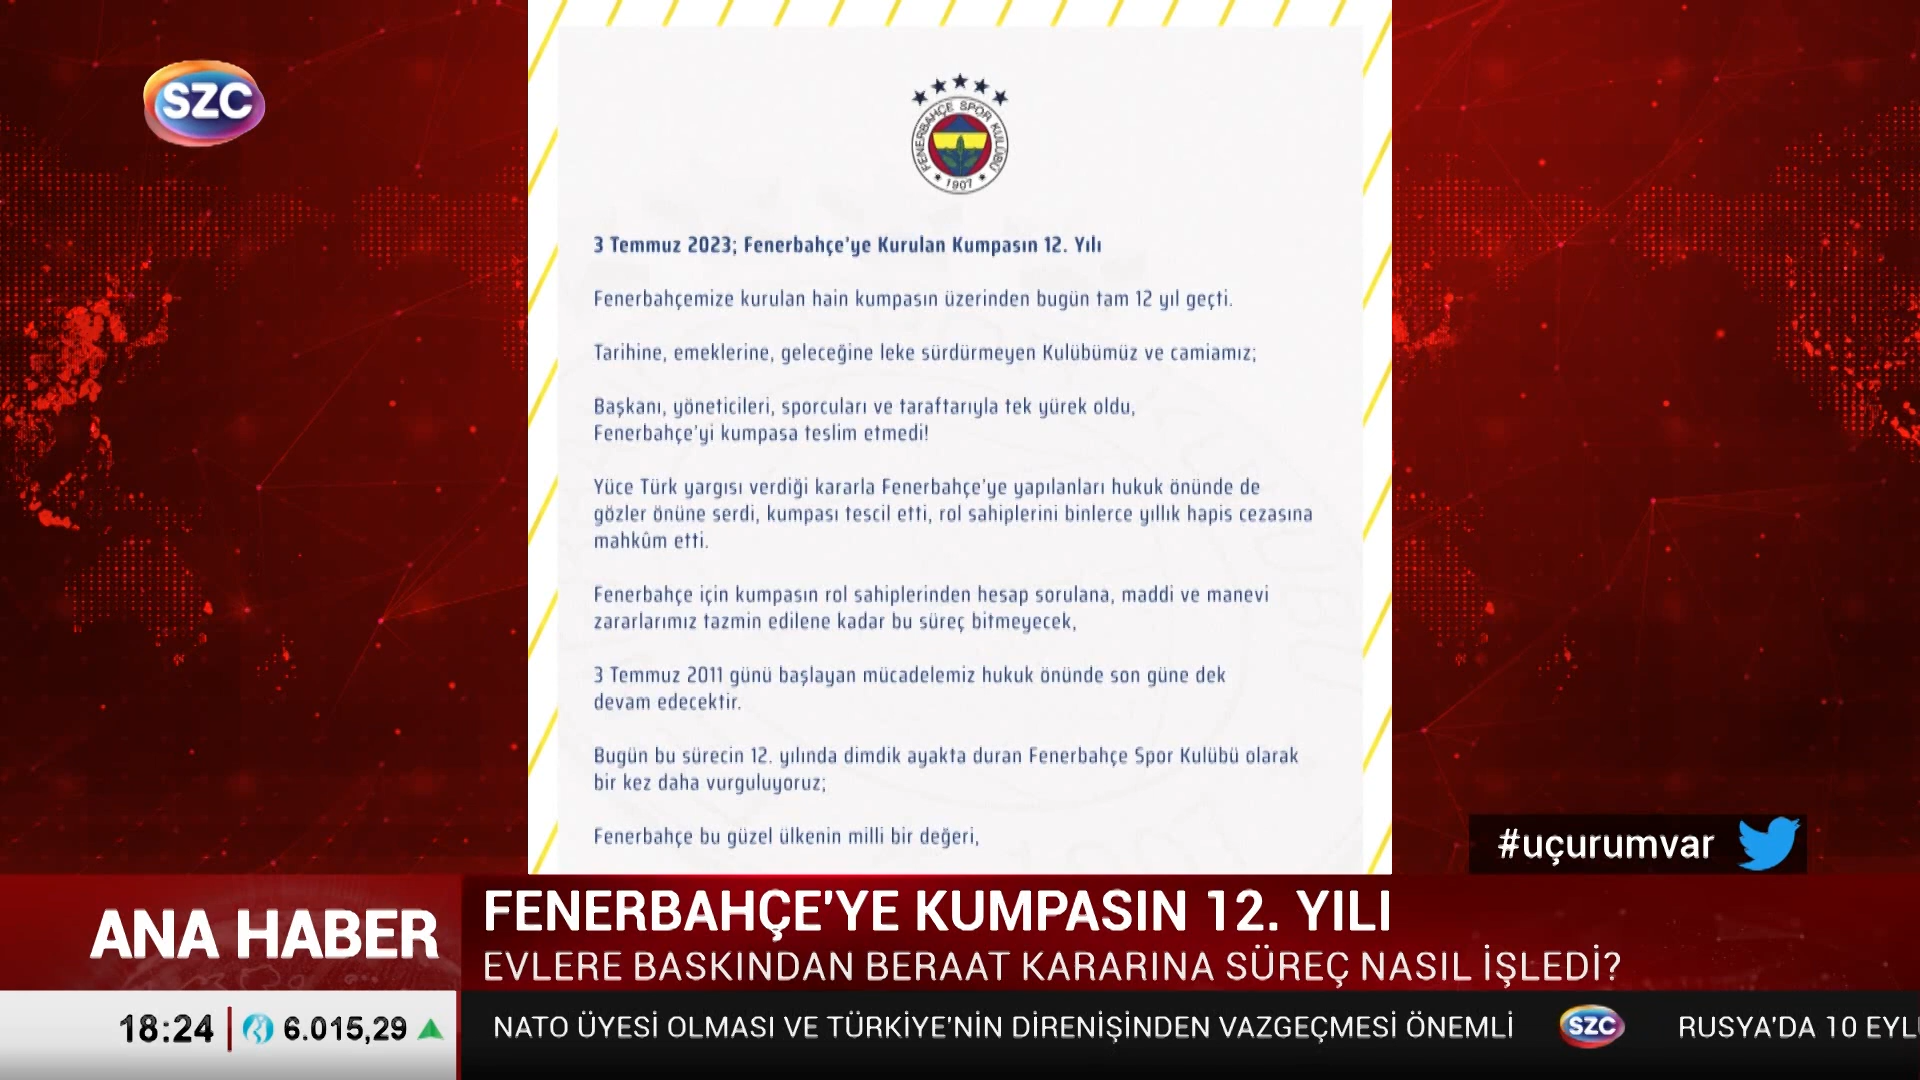 SZC
FENERBAHÇE SPOR KULÜBÜ
1907
3 Temmuz 2023; Fenerbahçe'ye Kurulan Kumpasın 12. Yılı
Fenerbahçemize kurulan hain kumpasın üzerinden bugün tam 12 yıl geçti.
Tarihine, emeklerine, geleceğine leke sürdürmeyen Kulübümüz ve camiamız;
Başkanı, yöneticileri, sporcuları ve taraftarıyla tek yürek oldu,
Fenerbahçe'yi kumpasa teslim etmedi!
Yüce Türk yargısı verdiği kararla Fenerbahçe'ye yapılanları hukuk önünde de
gözler önüne serdi, kumpası tescil etti, rol sahiplerini binlerce yıllık hapis cezasına
mahkûm etti.
Fenerbahçe için kumpasın rol sahiplerinden hesap sorulana, maddi ve manevi
zararlarımız tazmin edilene kadar bu süreç bitmeyecek,
3 Temmuz 2011 günü başlayan mücadelemiz hukuk önünde son güne dek
devam edecektir.
Bugün bu sürecin 12. yılında dimdik ayakta duran Fenerbahçe Spor Kulübü olarak
bir kez daha vurguluyoruz;
Fenerbahçe bu güzel ülkenin milli bir değeri,
#uçurumvar
ANA HABER
FENERBAHÇE'YE KUMPASIN 12. YILI
EVLERE BASKINDAN BERAAT KARARINA SÜREÇ NASIL İŞLEDİ?
18:24 6.015,29
NATO ÜYESİ OLMASI VE TÜRKİYE'NİN DİRENİŞİNDEN VAZGEÇMESİ ÖNEMLİ SZC RUSYA'DA 10 EYL